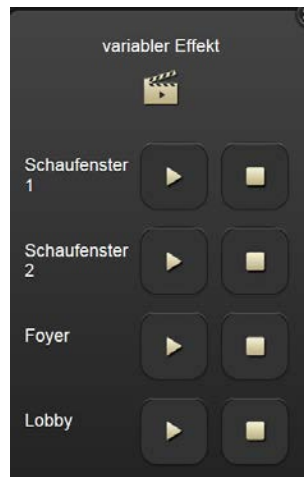 variabler Effekt
Schaufenster
1
Schaufenster
2
Foyer
Lobby